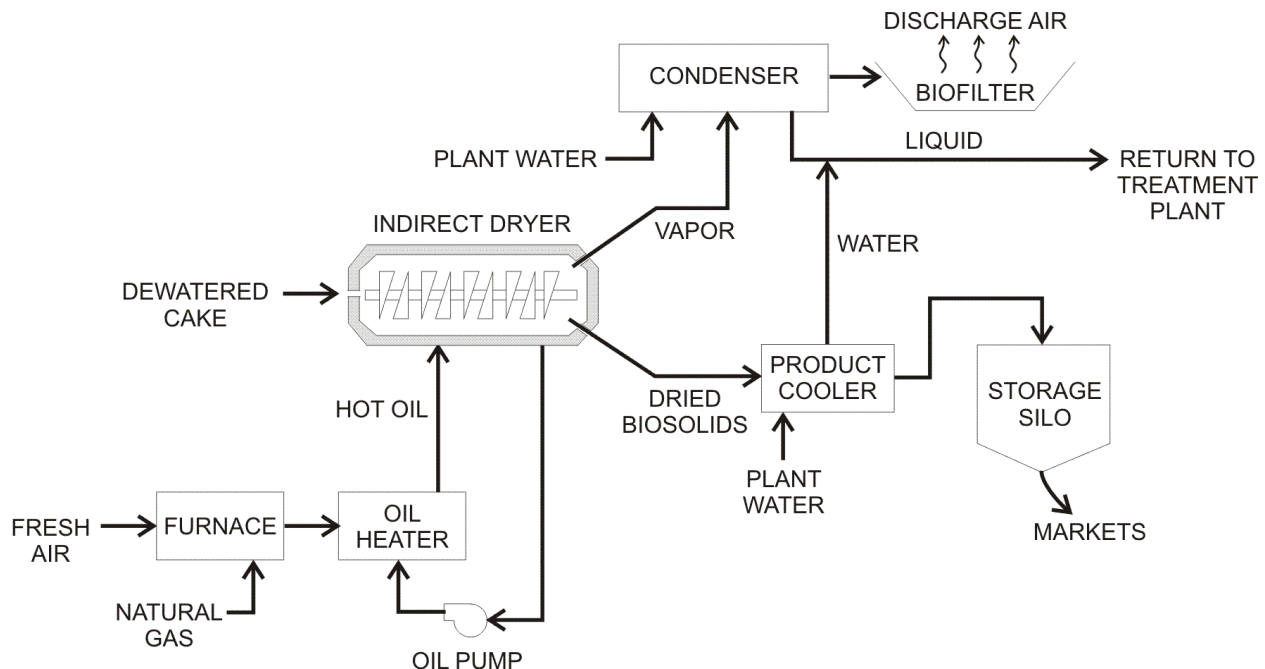 DISCHARGE AIR
CONDENSER
BIOFILTER
PLANT WATER
LIQUID
RETURN TO
TREATMENT
PLANT
INDIRECT DRYER
VAPOR
WATER
DEWATERED
CAKE
PRODUCT
COOLER
STORAGE
SILO
HOT OIL
DRIED
BIOSOLIDS
PLANT
WATER
FRESH
AIR
FURNACE
OIL
HEATER
MARKETS
NATURAL
GAS
OIL PUMP